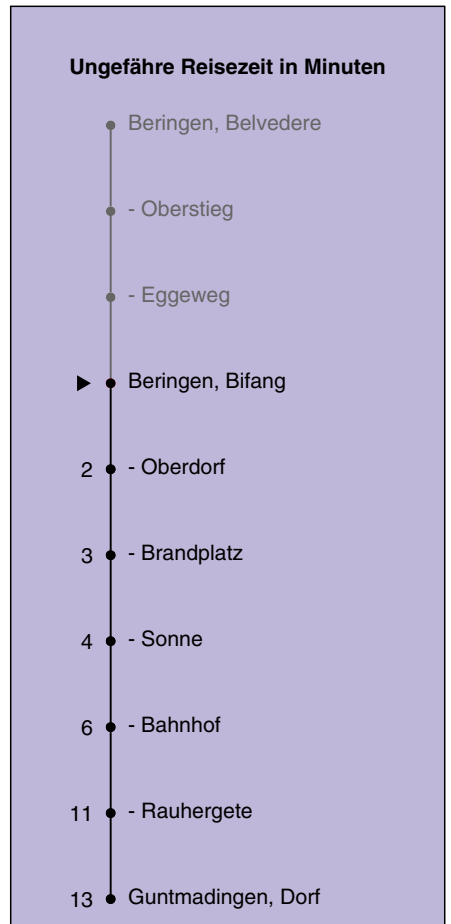 Ungefähre Reisezeit in Minuten
Beringen, Belvedere
- Oberstieg
- Eggeweg
Beringen, Bifang
2 - Oberdorf
3 - Brandplatz
4 - Sonne
6 - Bahnhof
11 - Rauhergete
13 Guntmadingen, Dorf